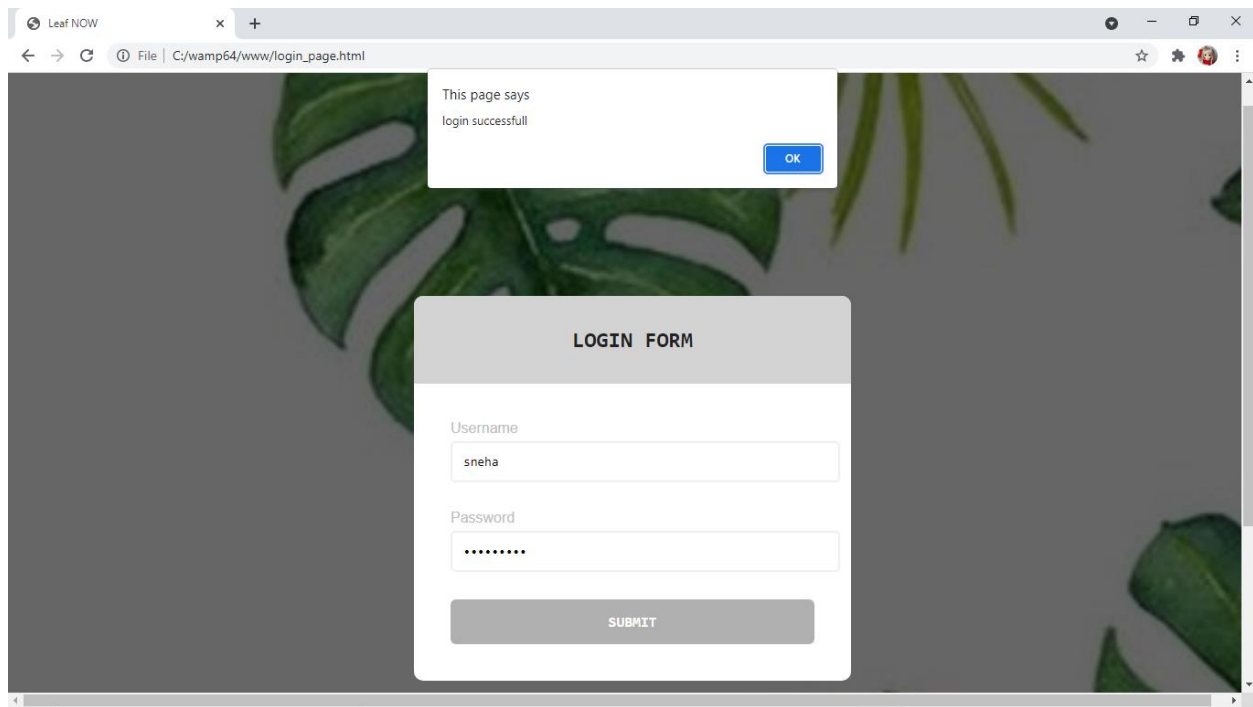 Leaf NOW
File | C:/wamp64/www/login_page.html
This page says
login successfull
OK
LOGIN FORM
Username
sneha
Password
•••••••••
SUBMIT